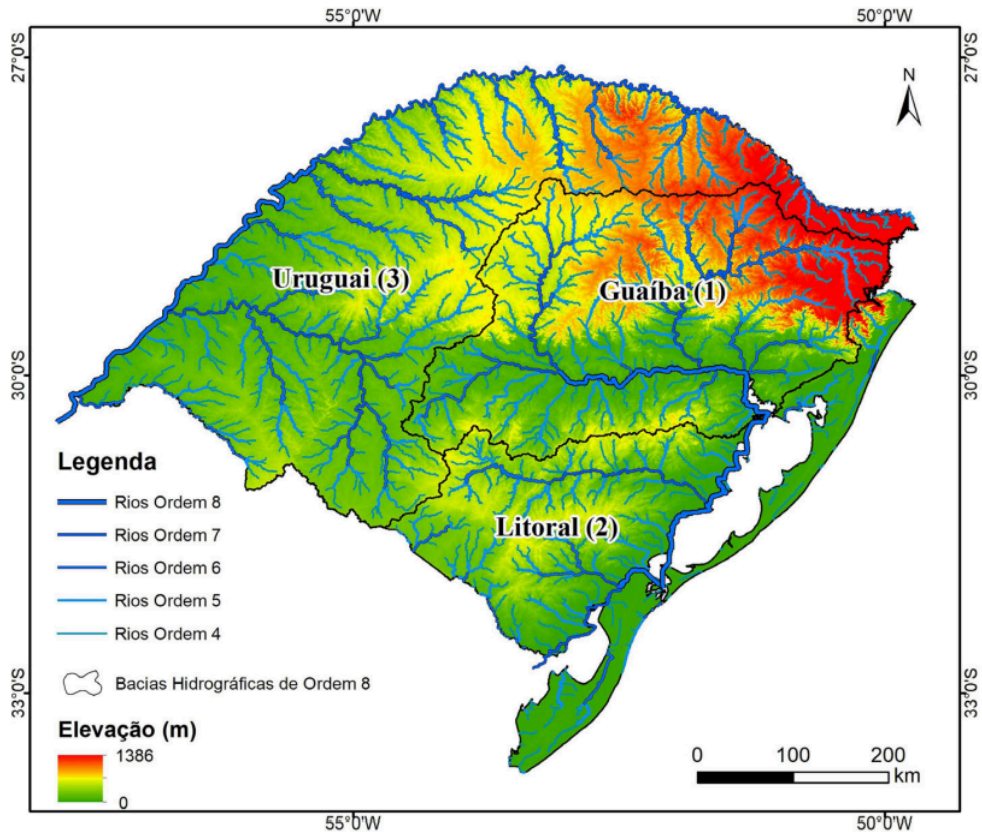 55°0'W 50°0'W
27°0'S 27°0'S
N
Uruguai (3) Guaíba (1)
30°0'S 30°0'S
Litoral (2)
Legenda
Rios Ordem 8
Rios Ordem 7
Rios Ordem 6
Rios Ordem 5
Rios Ordem 4
Bacias Hidrográficas de Ordem 8
33°0'S 33°0'S
Elevação (m)
1386
0
0 100 200
km
55°0'W 50°0'W